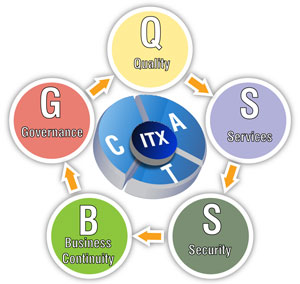 Q
Quality
S
Services
S
Security
B
Business
Continuity
G
Governance
C
A
T
ITX